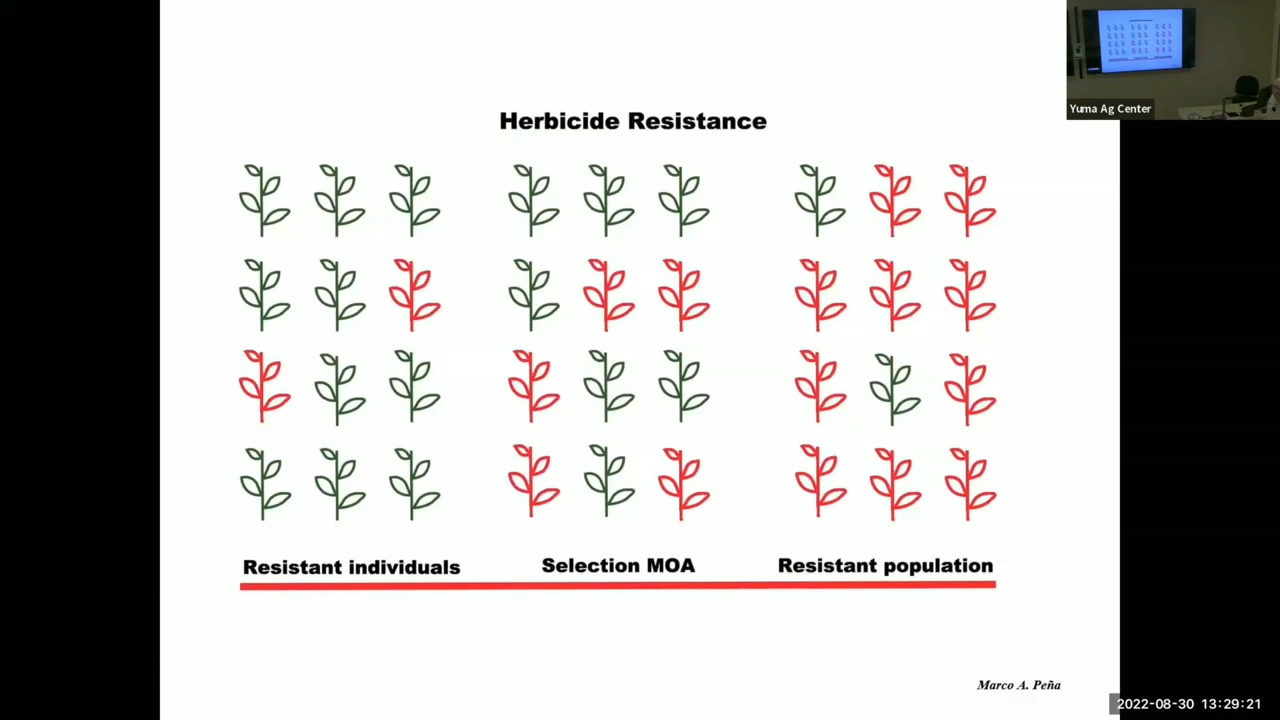 Herbicide Resistance
Yuma Ag Center
Resistant individuals
Selection MOA
Resistant population
Marco A. Peña
2022-08-30 13:29:21